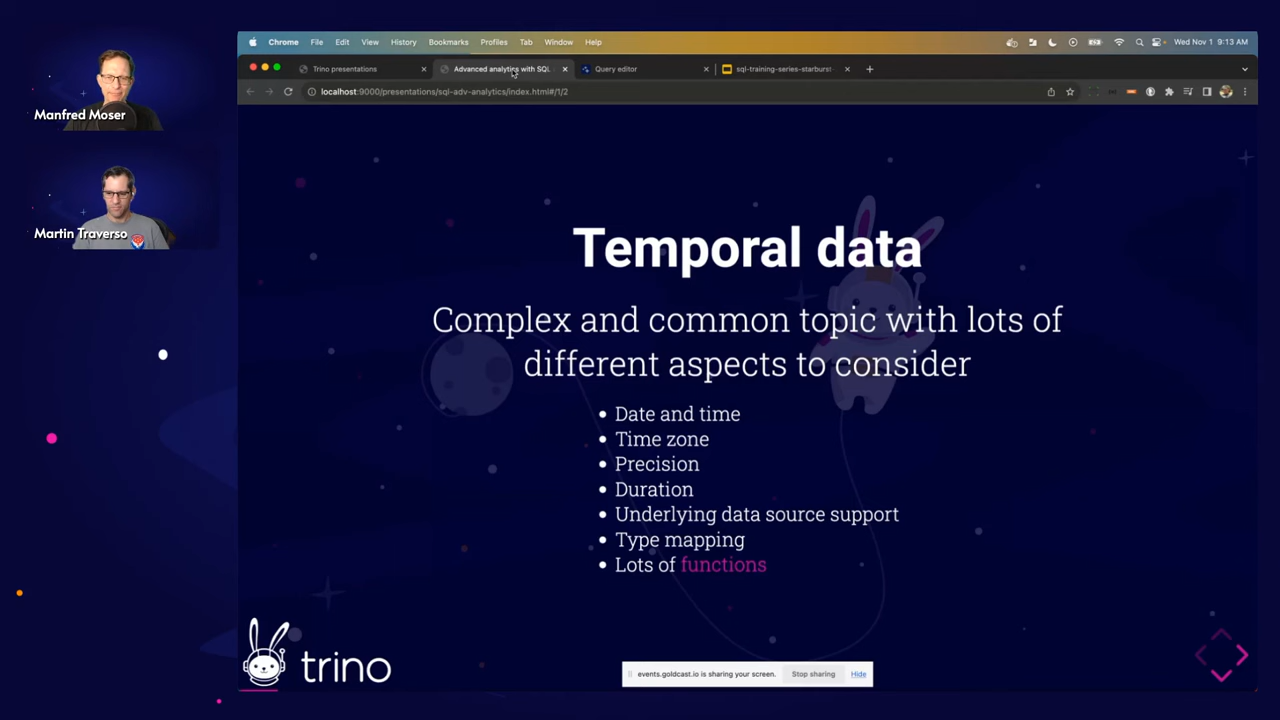 Manfred Moser
Martin Traverso
Chrome File Edit View History Bookmarks Profiles Tab Window Help Wed Nov 1 9:13 AM
Trino presentations Advanced analytics with SQL Query editor sql-training-series-starburst
localhost:9000/presentations/sql-adv-analytics/index.html#/1/2
Temporal data
Complex and common topic with lots of
different aspects to consider
Date and time
Time zone
Precision
Duration
Underlying data source support
Type mapping
Lots of functions
trino
events.goldcast.io is sharing your screen. Stop sharing Hide